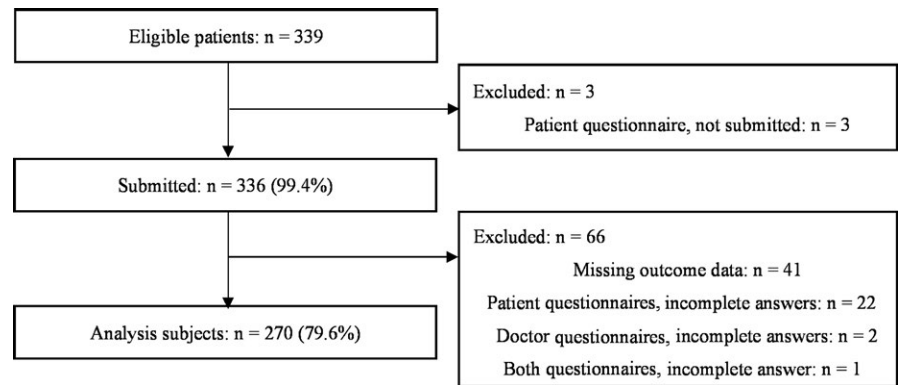 Eligible patients: n = 339
Excluded: n = 3
Patient questionnaire, not submitted: n = 3
Submitted: n = 336 (99.4%)
Excluded: n = 66
Missing outcome data: n = 41
Patient questionnaires, incomplete answers: n = 22
Doctor questionnaires, incomplete answers: n = 2
Both questionnaires, incomplete answer: n = 1
Analysis subjects: n = 270 (79.6%)